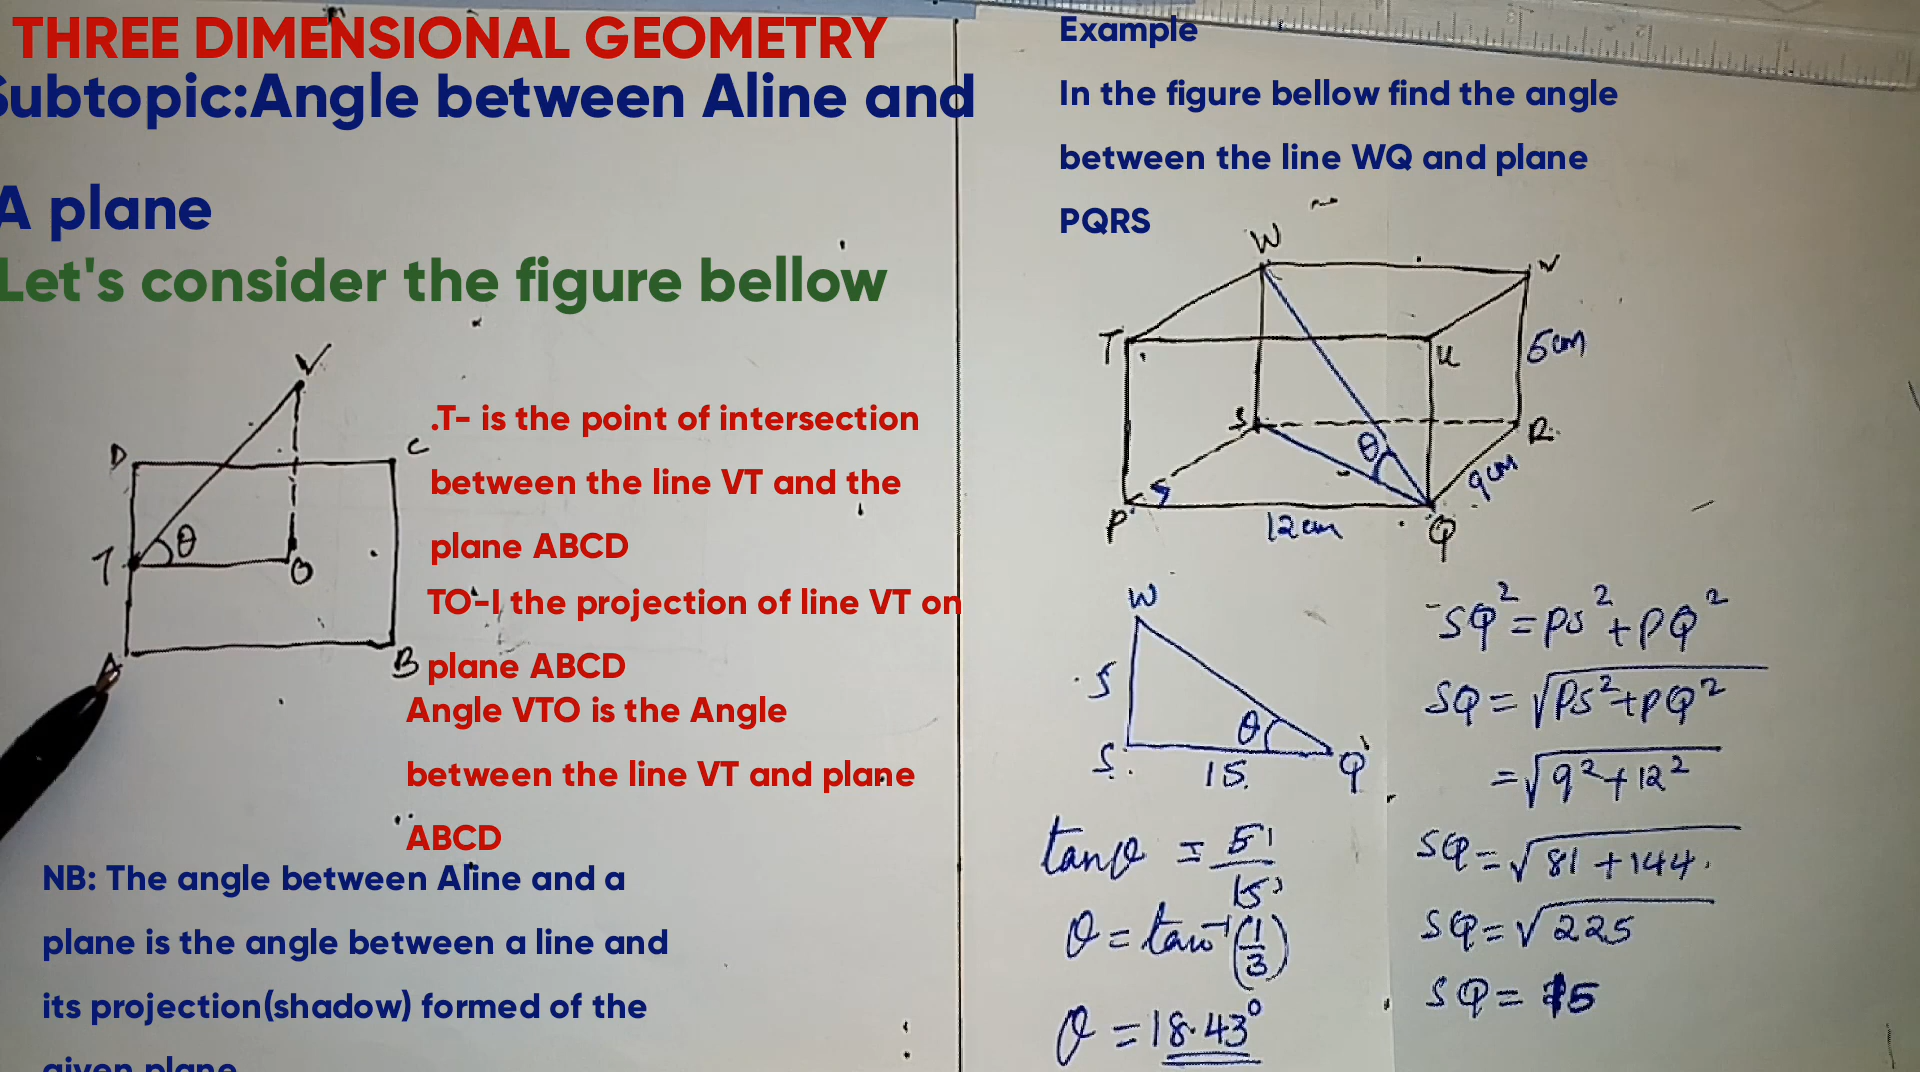 THREE DIMENSIONAL GEOMETRY
Subtopic:Angle between Aline and
A plane
Let's consider the figure bellow
V
D
C
θ
T
O
A
B
.T- is the point of intersection
between the line VT and the
plane ABCD
TO-I the projection of line VT on
plane ABCD
Angle VTO is the Angle
between the line VT and plane
ABCD
NB: The angle between Aline and a
plane is the angle between a line and
its projection(shadow) formed of the
given plane
Example
In the figure bellow find the angle
between the line WQ and plane
PQRS
W
V
T
U
5cm
S
θ
R
9cm
P
12cm
Q
W
5
θ
S
15
Q
tanθ = 5/15
θ = tan⁻¹(1/3)
θ = 18.43°
SQ² = PS² + PQ²
SQ = √PS²+PQ²
= √9²+12²
SQ = √81+144
SQ = √225
SQ = 15